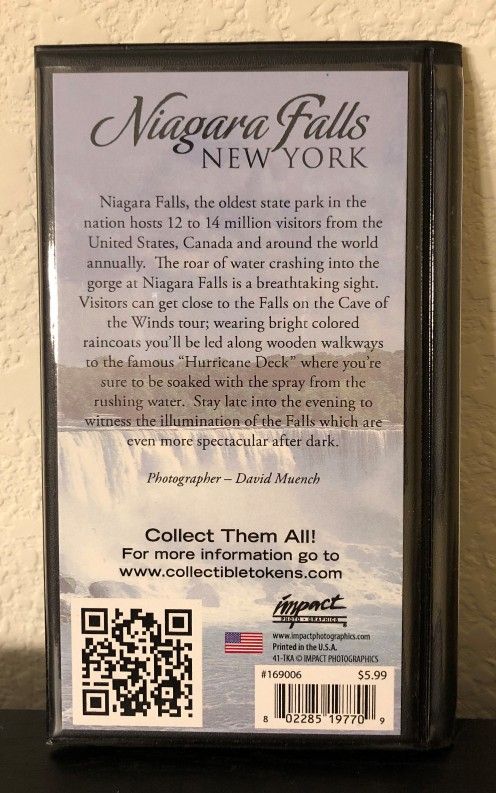 Niagara Falls
NEW YORK
Niagara Falls, the oldest state park in the
nation hosts 12 to 14 million visitors from the
United States, Canada and around the world
annually. The roar of water crashing into the
gorge at Niagara Falls is a breathtaking sight.
Visitors can get close to the Falls on the Cave of
the Winds tour; wearing bright colored
raincoats you'll be led along wooden walkways
to the famous “Hurricane Deck” where you're
sure to be soaked with the spray from the
rushing water. Stay late into the evening to
witness the illumination of the Falls which are
even more spectacular after dark.
Photographer – David Muench
Collect Them All!
For more information go to
www.collectibletokens.com
impact
PHOTO • GRAPHICS
www.impactphotographics.com
Printed in the U.S.A.
41-TKA © IMPACT PHOTOGRAPHICS
#169006 $5.99
8 02285 19770 9